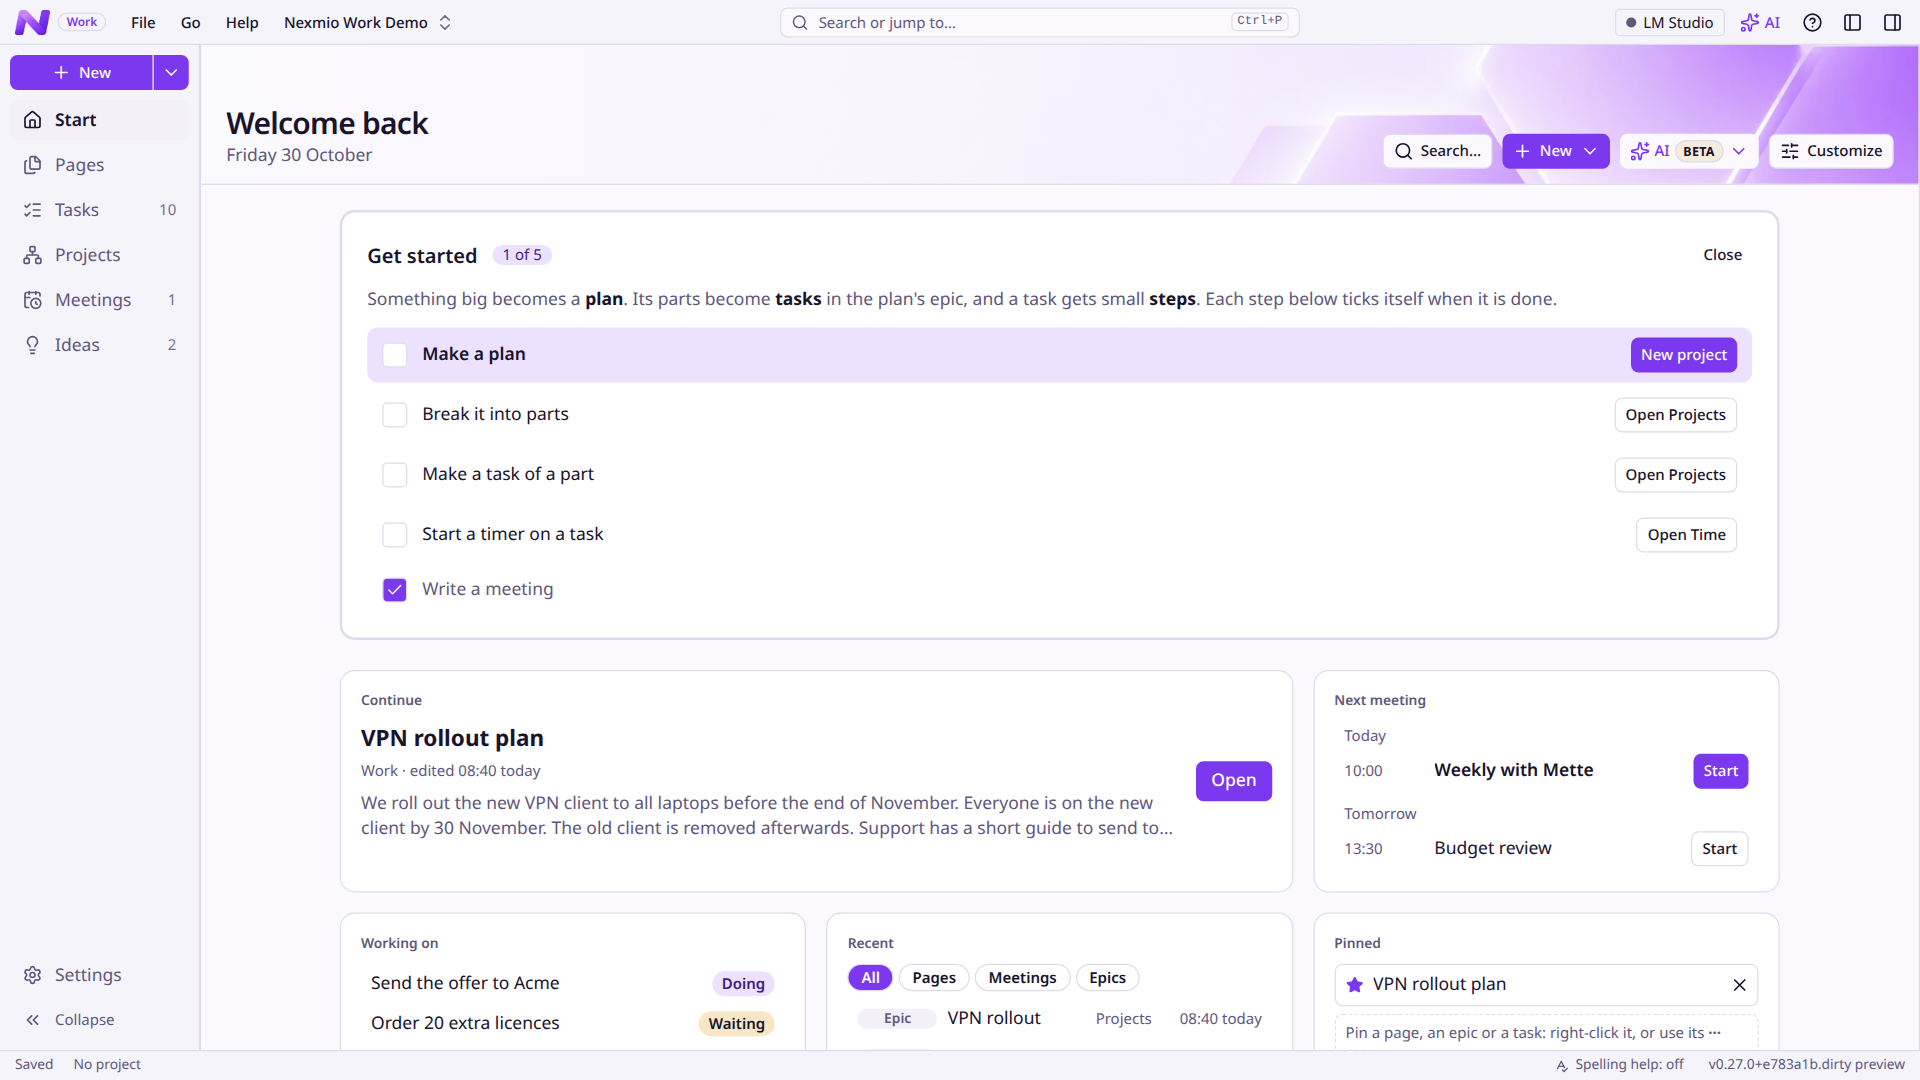 Work
File
Go
Help
Nexmio Work Demo
Search or jump to...
Ctrl+P
LM Studio
AI
New
Start
Pages
Tasks 10
Projects
Meetings 1
Ideas 2
Settings
Collapse
Welcome back
Friday 30 October
Search...
New
AI BETA
Customize
Get started 1 of 5
Close
Something big becomes a plan. Its parts become tasks in the plan's epic, and a task gets small steps. Each step below ticks itself when it is done.
Make a plan
New project
Break it into parts
Open Projects
Make a task of a part
Open Projects
Start a timer on a task
Open Time
Write a meeting
Continue
VPN rollout plan
Work · edited 08:40 today
We roll out the new VPN client to all laptops before the end of November. Everyone is on the new
client by 30 November. The old client is removed afterwards. Support has a short guide to send to...
Open
Next meeting
Today
10:00 Weekly with Mette Start
Tomorrow
13:30 Budget review Start
Working on
Send the offer to Acme Doing
Order 20 extra licences Waiting
Recent
All Pages Meetings Epics
Epic VPN rollout Projects 08:40 today
Pinned
VPN rollout plan
Pin a page, an epic or a task: right-click it, or use its ···
Saved
No project
Spelling help: off
v0.27.0+e783a1b.dirty preview